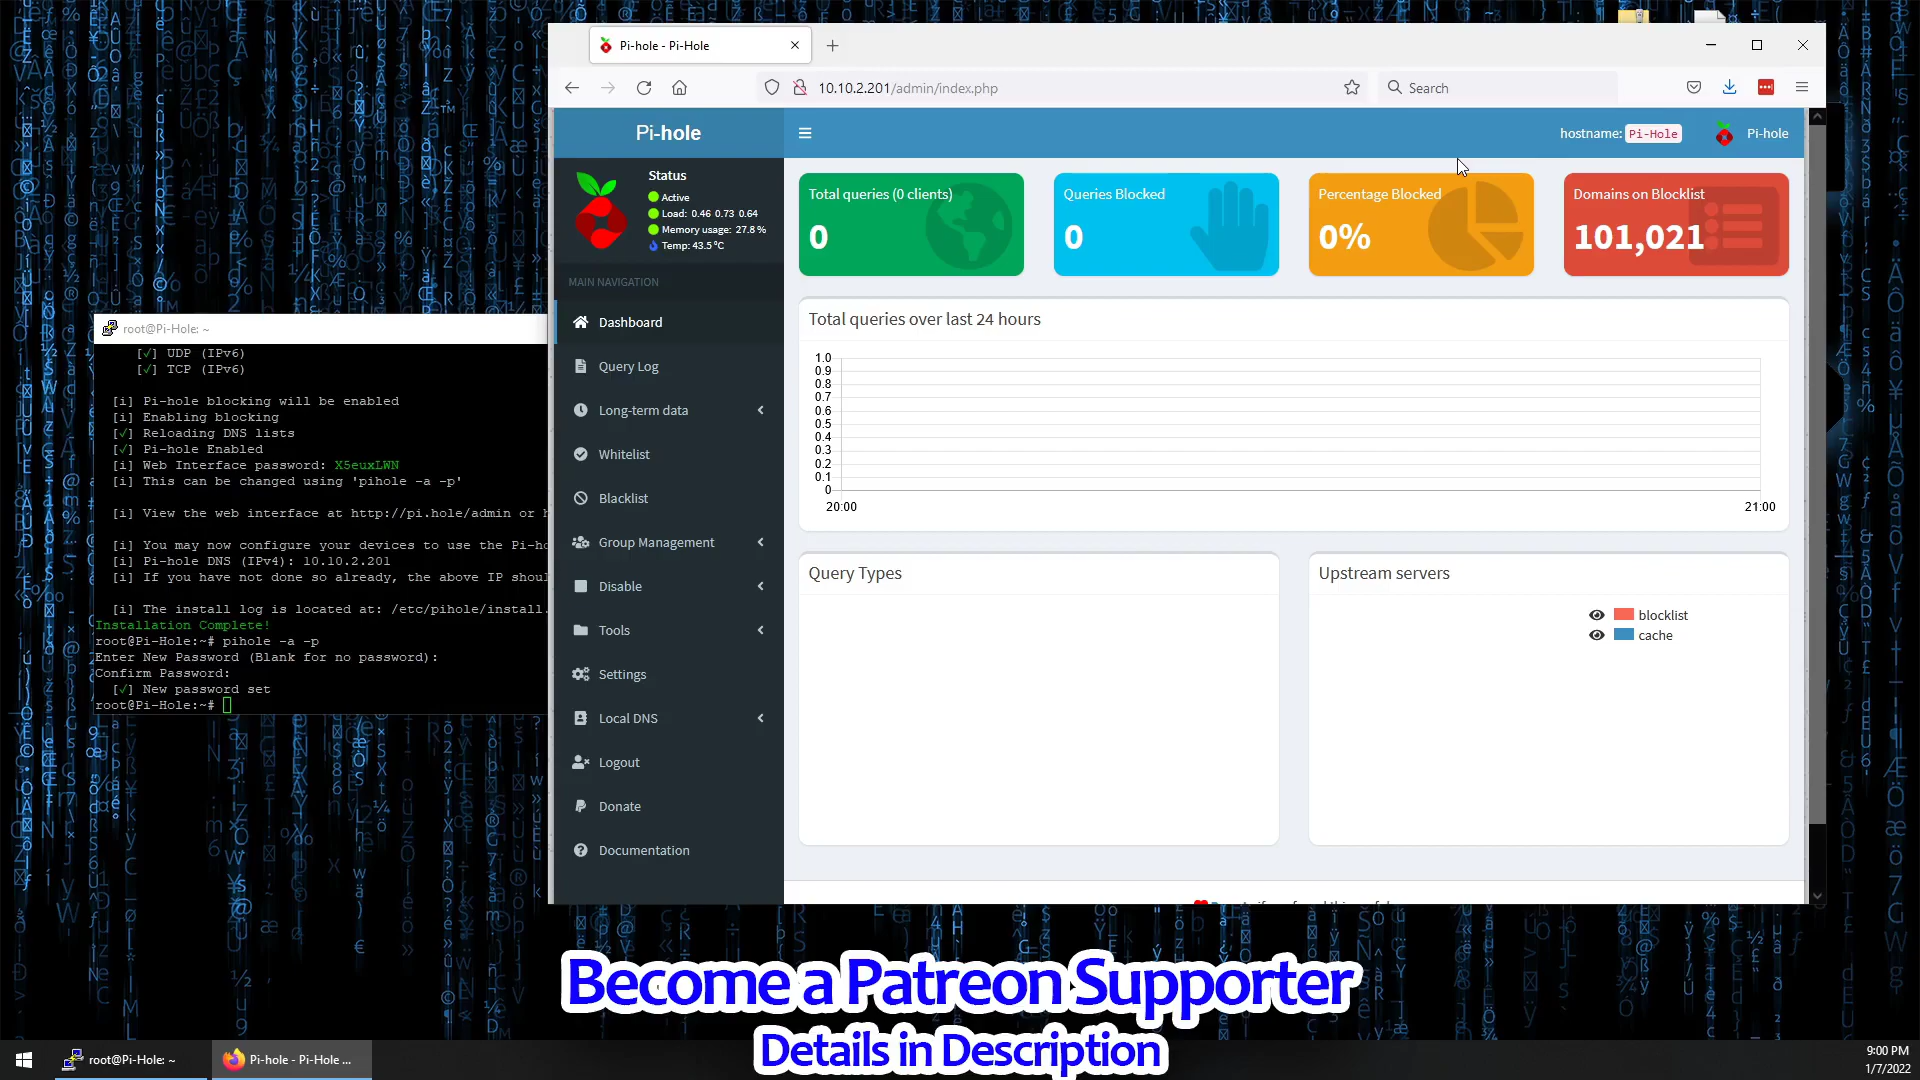 Pi-hole - Pi-Hole
10.10.2.201/admin/index.php
Search
Pi-hole
hostname: Pi-Hole
Pi-hole
Status
Active
Load: 0.46 0.73 0.64
Memory usage: 27.8 %
Temp: 43.5 °C
Total queries (0 clients)
0
Queries Blocked
0
Percentage Blocked
0%
Domains on Blocklist
101,021
MAIN NAVIGATION
Dashboard
Query Log
Long-term data
Whitelist
Blacklist
Group Management
Disable
Tools
Settings
Local DNS
Logout
Donate
Documentation
Total queries over last 24 hours
1.0
0.9
0.8
0.7
0.6
0.5
0.4
0.3
0.2
0.1
0
20:00
21:00
Query Types
Upstream servers
blocklist
cache
root@Pi-Hole: ~
[✓] UDP (IPv6)
[✓] TCP (IPv6)
[i] Pi-hole blocking will be enabled
[i] Enabling blocking
[✓] Reloading DNS lists
[✓] Pi-hole Enabled
[i] Web Interface password: X5euxLWN
[i] This can be changed using 'pihole -a -p'
[i] View the web interface at http://pi.hole/admin or h
[i] You may now configure your devices to use the Pi-ho
[i] Pi-hole DNS (IPv4): 10.10.2.201
[i] If you have not done so already, the above IP shoul
[i] The install log is located at: /etc/pihole/install.
Installation Complete!
root@Pi-Hole:~# pihole -a -p
Enter New Password (Blank for no password):
Confirm Password:
[✓] New password set
root@Pi-Hole:~#
Become a Patreon Supporter
Details in Description
root@Pi-Hole: ~
Pi-hole - Pi-Hole ...
9:00 PM
1/7/2022